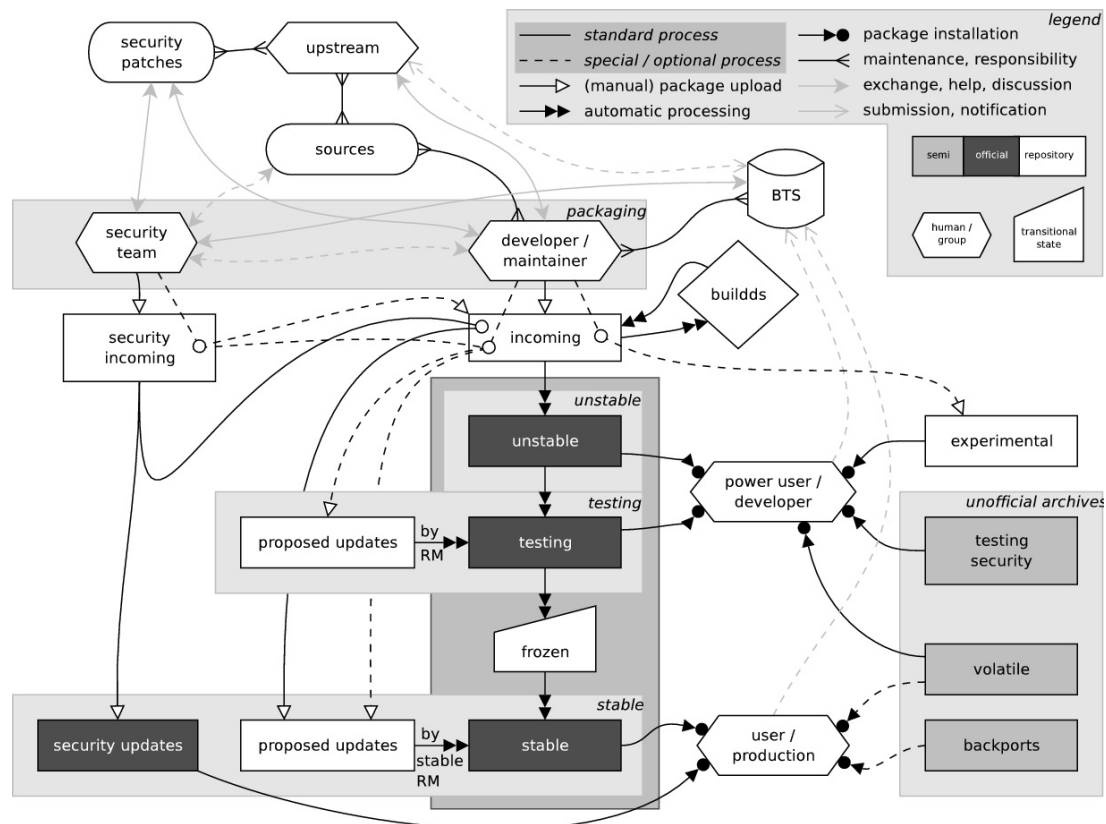 legend
security
patches
upstream
standard process
special / optional process
(manual) package upload
automatic processing
package installation
maintenance, responsibility
exchange, help, discussion
submission, notification
semi
official
repository
human /
group
transitional
state
sources
BTS
packaging
security
team
developer /
maintainer
buildds
security
incoming
incoming
unstable
unstable
experimental
power user /
developer
unofficial archives
testing
proposed updates
by
RM
testing
testing
security
frozen
volatile
stable
security updates
proposed updates
by
stable
RM
stable
user /
production
backports